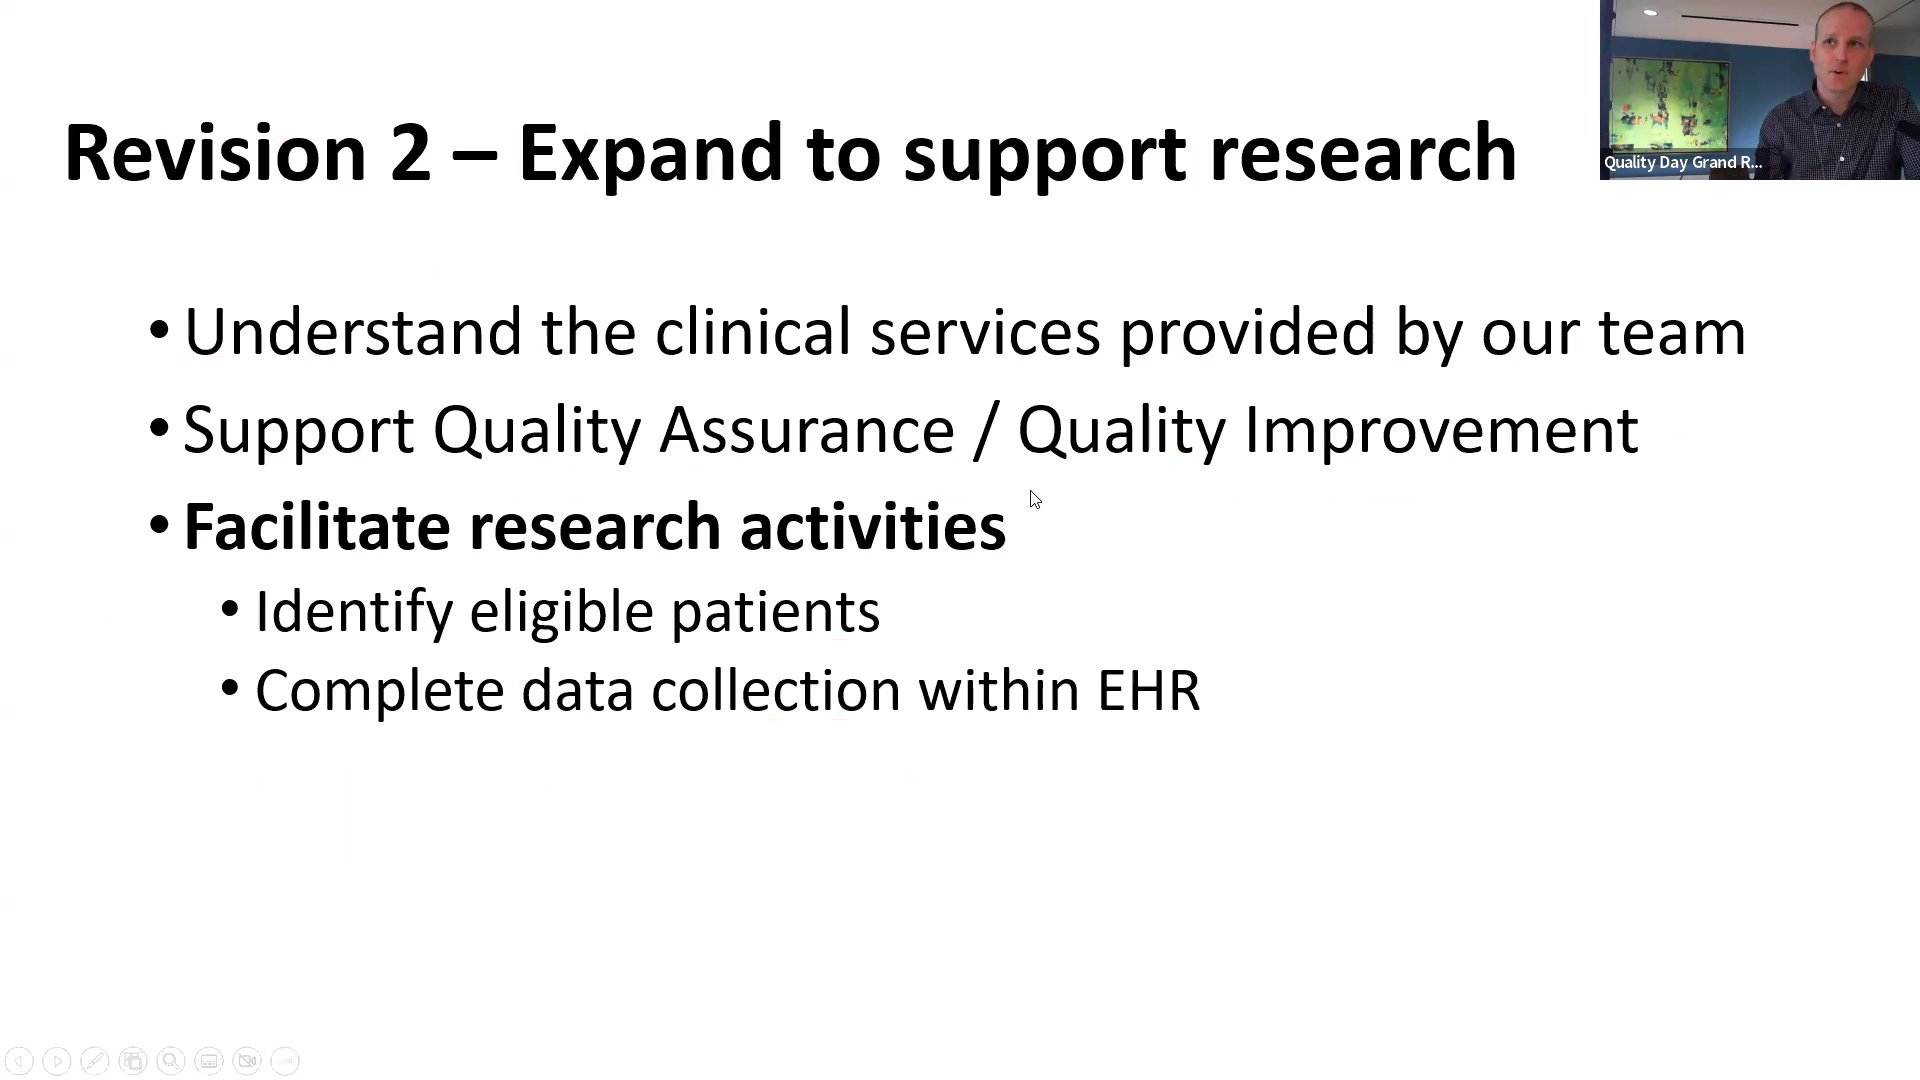 Revision 2 – Expand to support research
Quality Day Grand R...
• Understand the clinical services provided by our team
• Support Quality Assurance / Quality Improvement
• Facilitate research activities
• Identify eligible patients
• Complete data collection within EHR